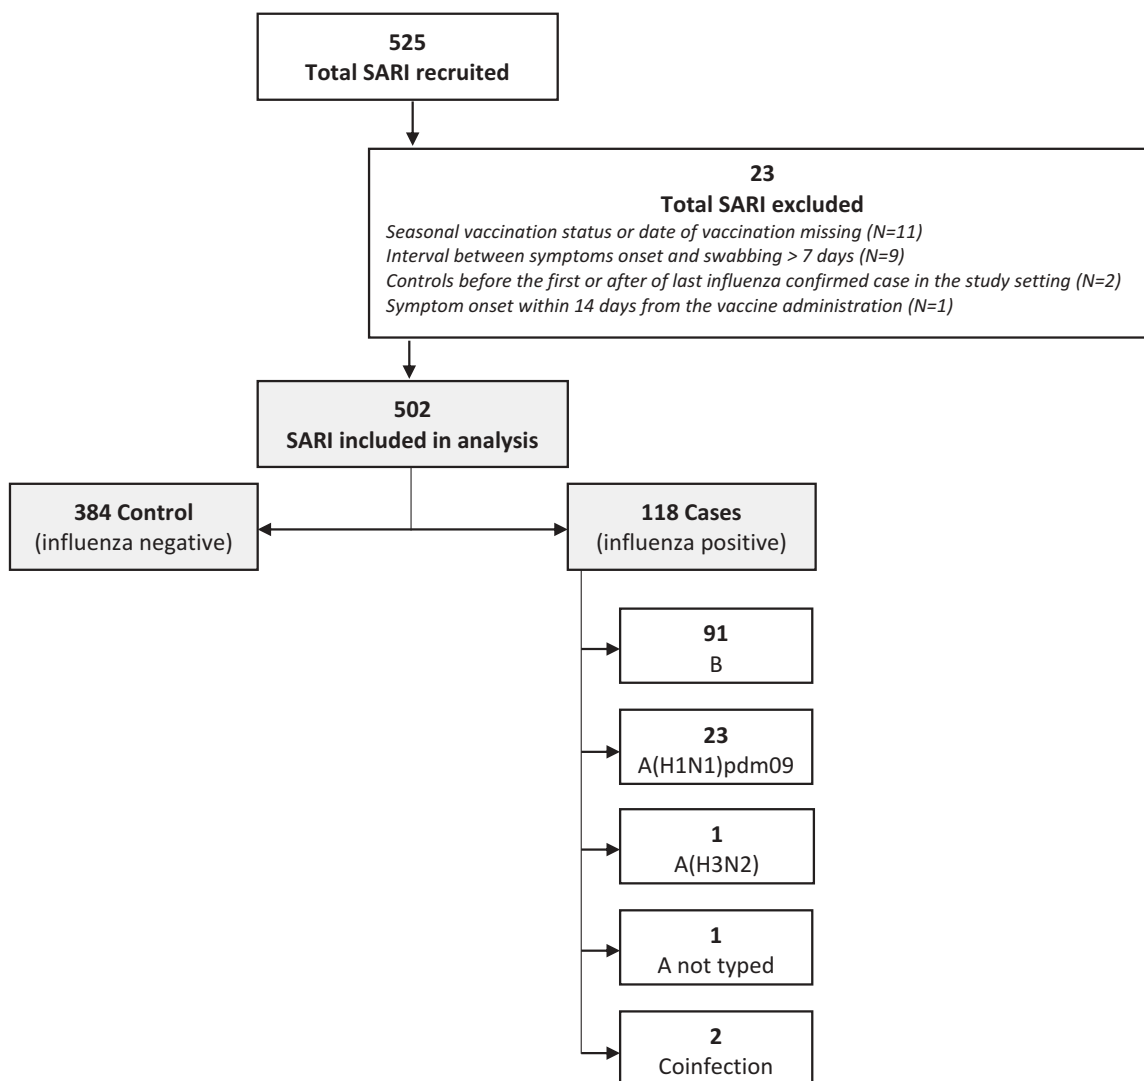 525
Total SARI recruited
23
Total SARI excluded
Seasonal vaccination status or date of vaccination missing (N=11)
Interval between symptoms onset and swabbing > 7 days (N=9)
Controls before the first or after of last influenza confirmed case in the study setting (N=2)
Symptom onset within 14 days from the vaccine administration (N=1)
502
SARI included in analysis
384 Control
(influenza negative)
118 Cases
(influenza positive)
91
B
23
A(H1N1)pdm09
1
A(H3N2)
1
A not typed
2
Coinfection